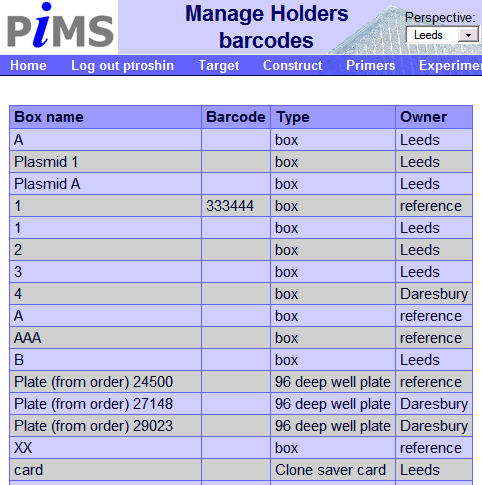 PiMS
Manage Holders
barcodes
Perspective:
Leeds
Home Log out ptroshin Target Construct Primers Experime
Box name Barcode Type Owner
A box Leeds
Plasmid 1 box Leeds
Plasmid A box Leeds
1 333444 box reference
1 box Leeds
2 box Leeds
3 box Leeds
4 box Daresbury
A box reference
AAA box reference
B box Leeds
Plate (from order) 24500 96 deep well plate reference
Plate (from order) 27148 96 deep well plate Daresbury
Plate (from order) 29023 96 deep well plate Daresbury
XX box reference
card Clone saver card Leeds